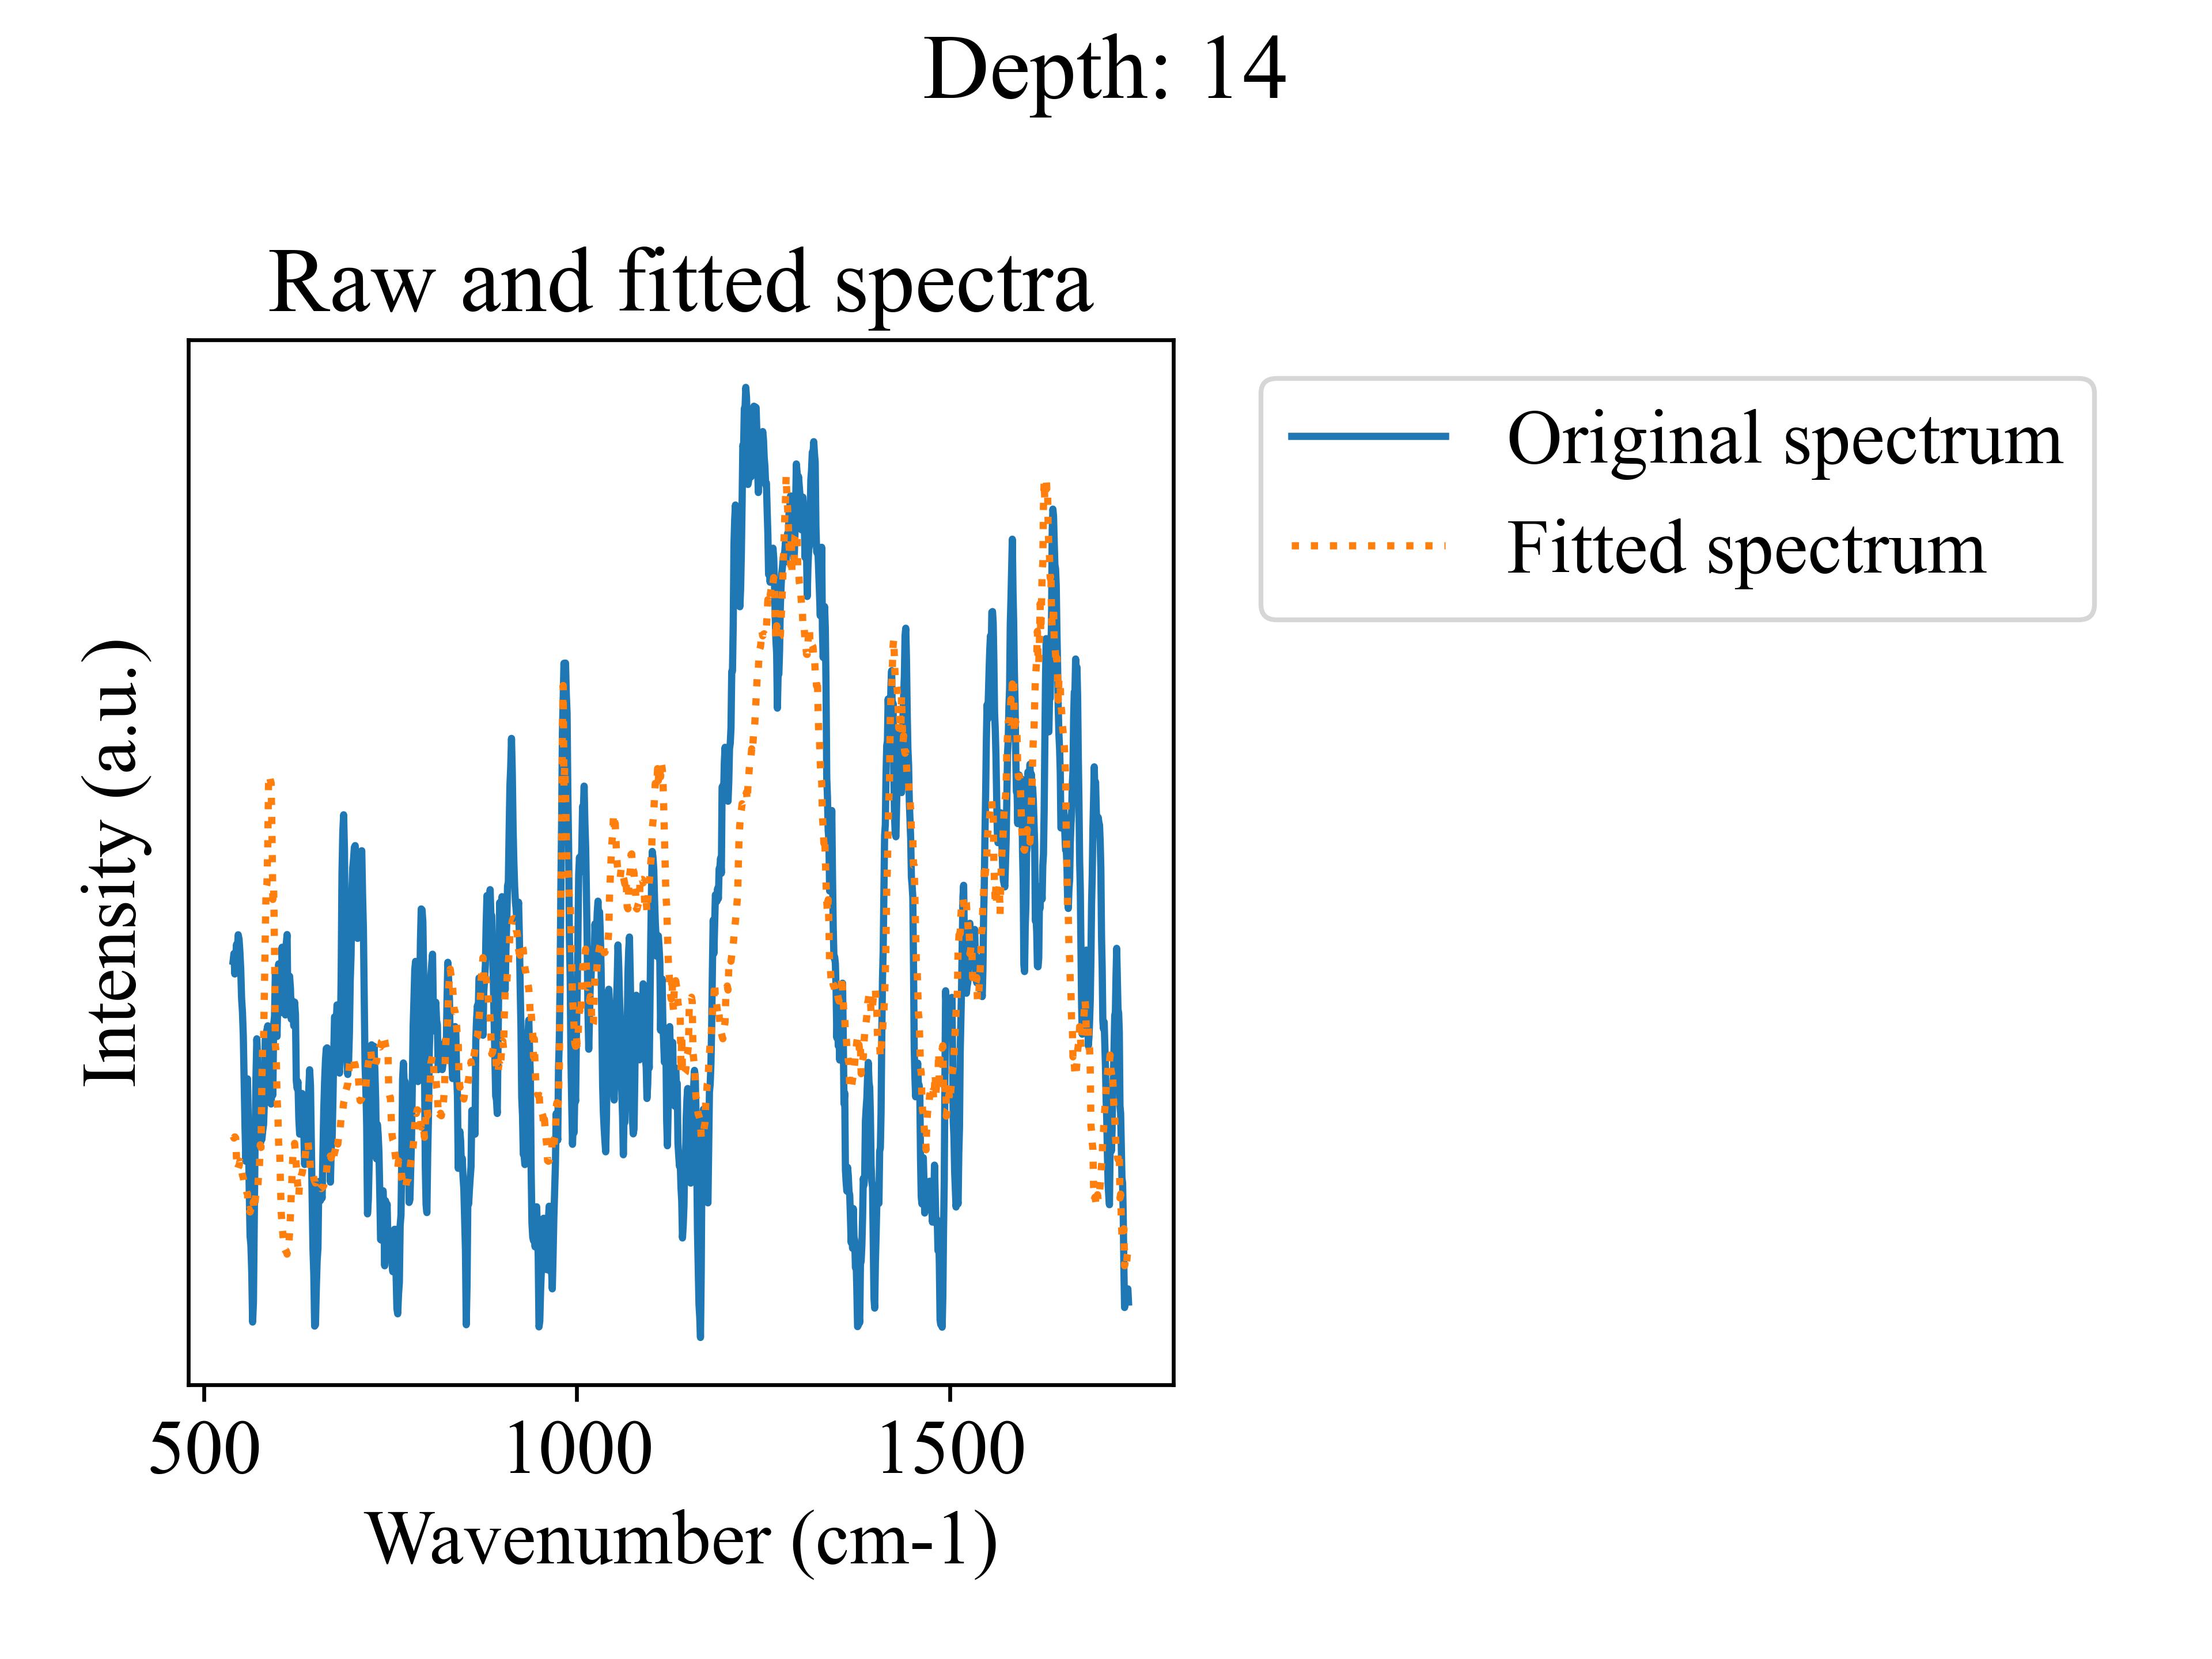 Depth: 14
Raw and fitted spectra
Original spectrum
Fitted spectrum
Intensity (a.u.)
500 1000 1500
Wavenumber (cm-1)